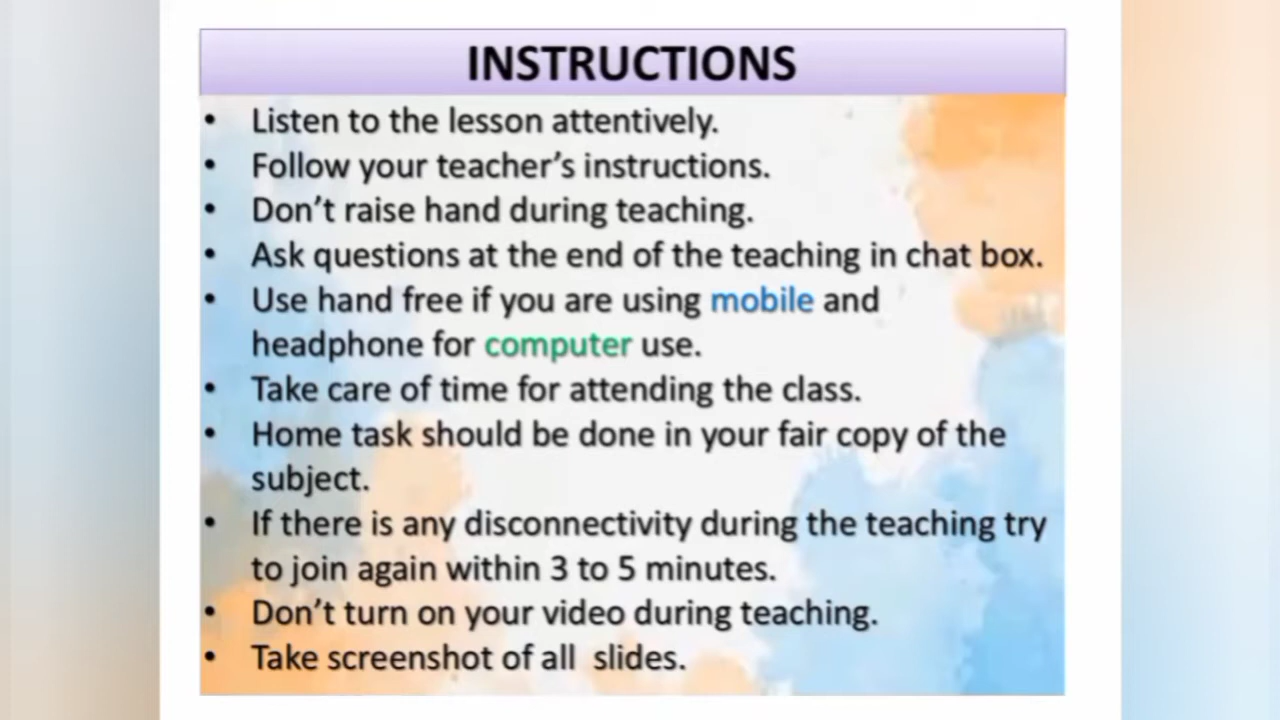 INSTRUCTIONS
• Listen to the lesson attentively.
• Follow your teacher's instructions.
• Don't raise hand during teaching.
• Ask questions at the end of the teaching in chat box.
• Use hand free if you are using mobile and
headphone for computer use.
• Take care of time for attending the class.
• Home task should be done in your fair copy of the
subject.
• If there is any disconnectivity during the teaching try
to join again within 3 to 5 minutes.
• Don't turn on your video during teaching.
• Take screenshot of all  slides.